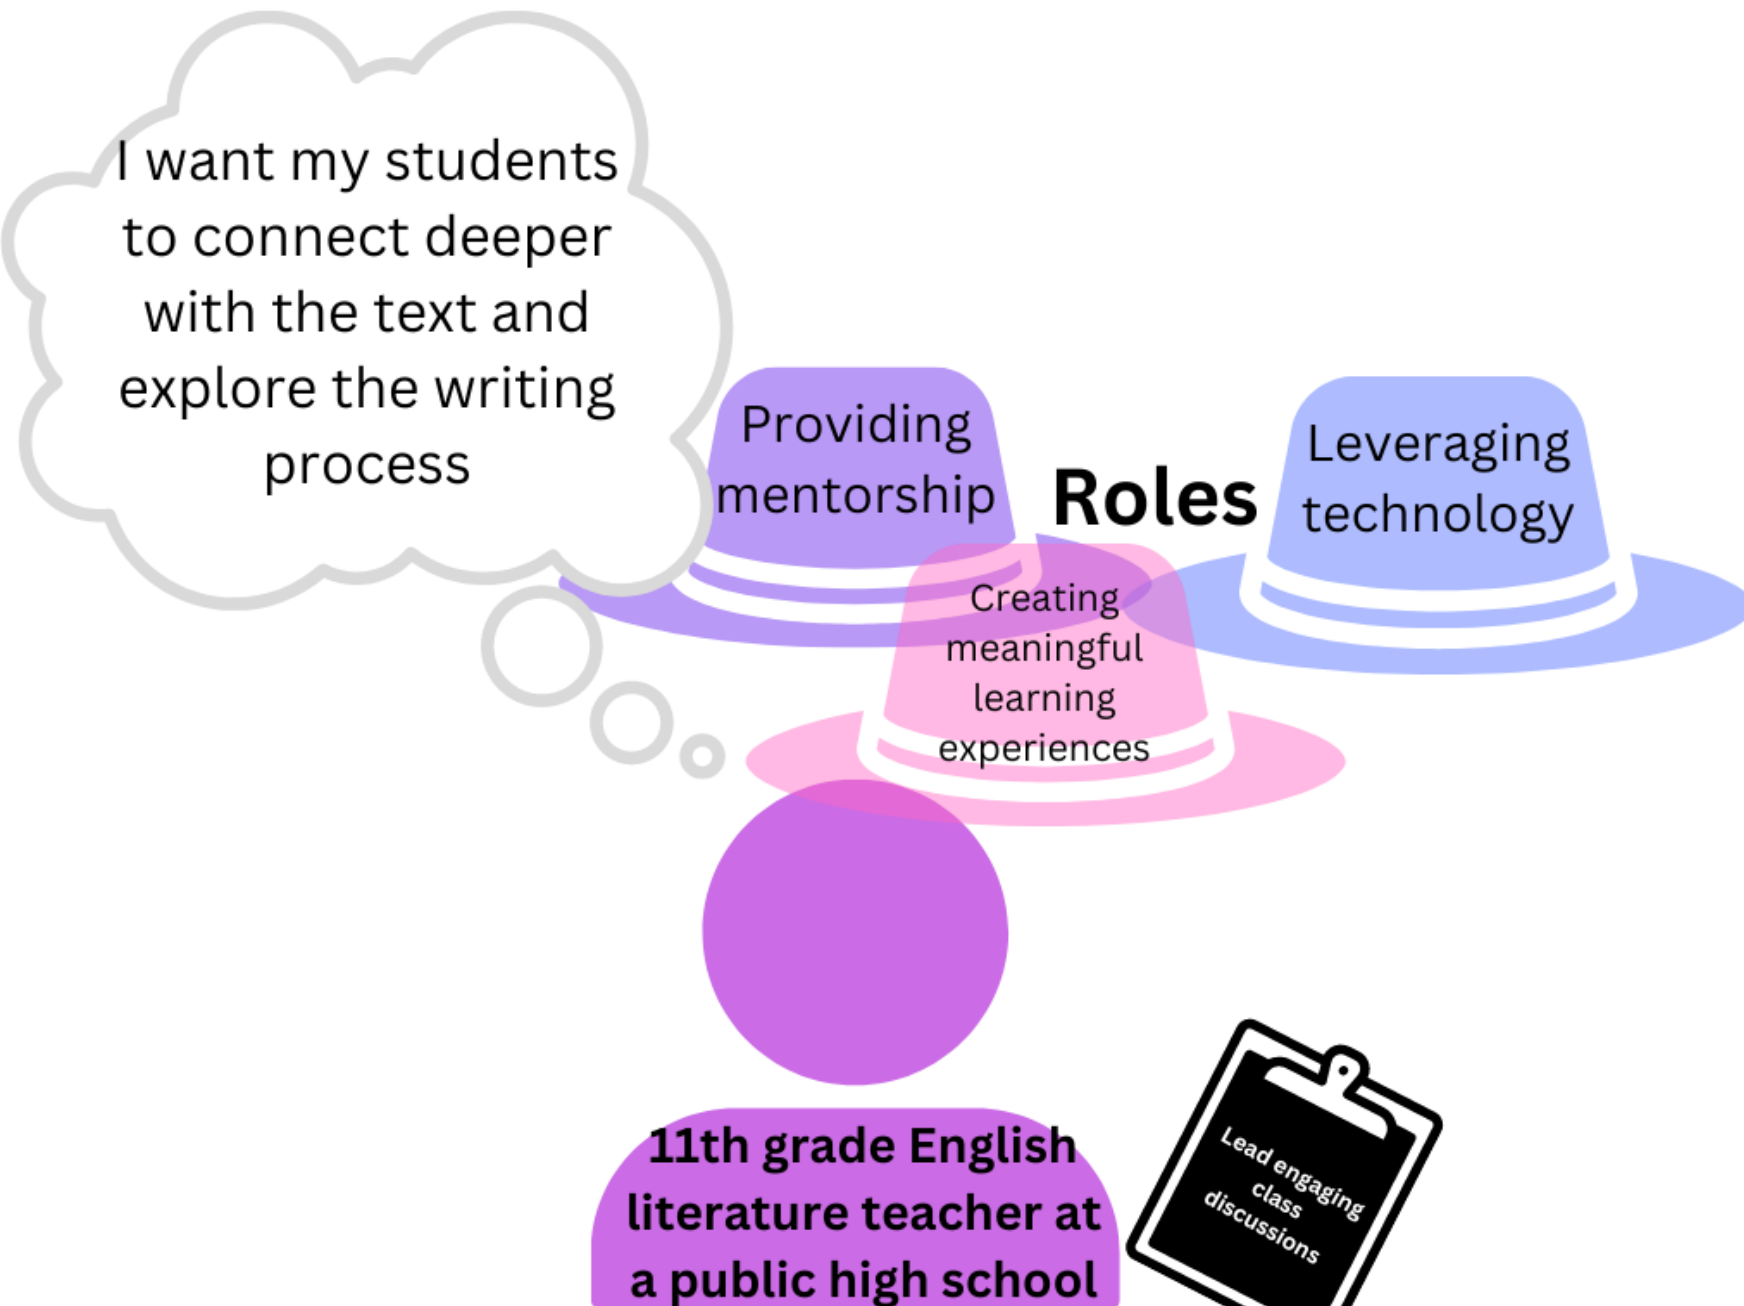 I want my students
to connect deeper
with the text and
explore the writing
process
Providing
mentorship
Roles
Leveraging
technology
Creating
meaningful
learning
experiences
11th grade English
literature teacher at
a public high school
Lead engaging
class
discussions